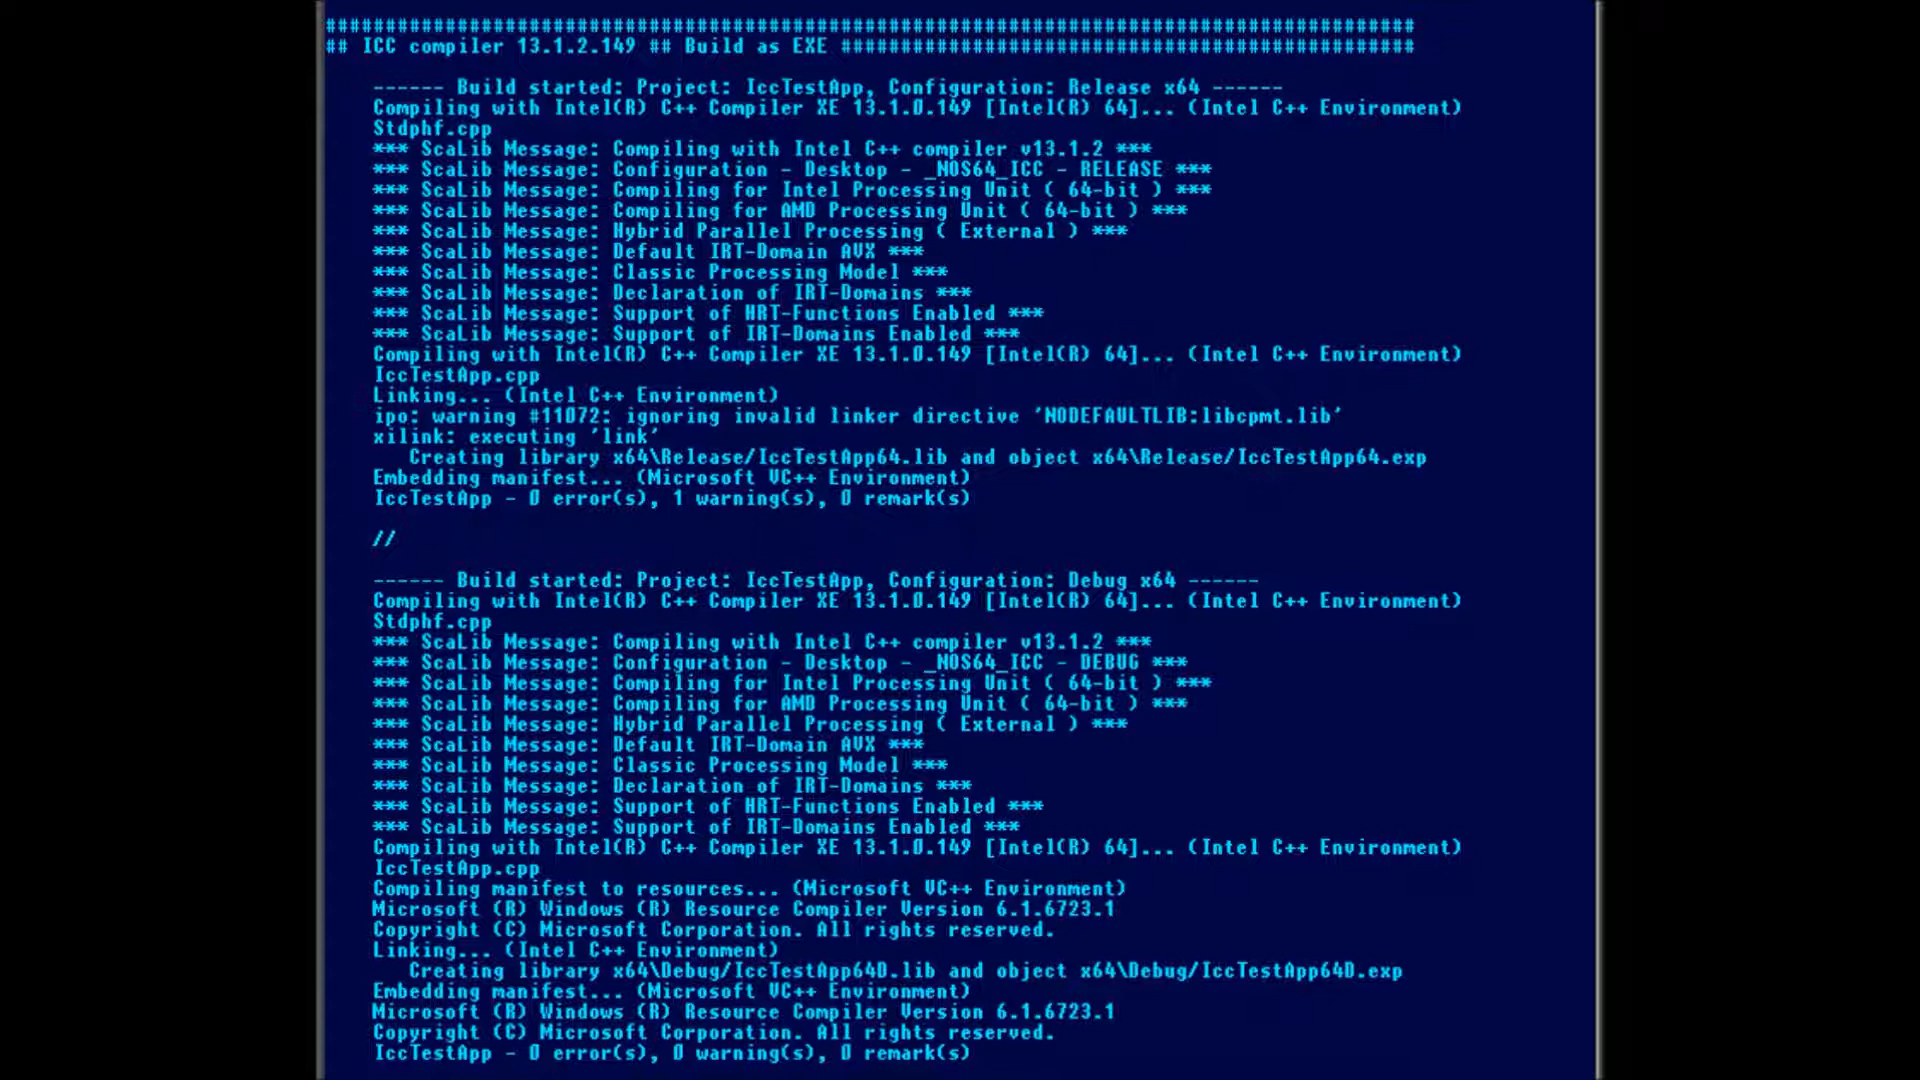 ###########################################################################################
## ICC compiler 13.1.2.149 ## Build as EXE ################################################
------ Build started: Project: IccTestApp, Configuration: Release x64 ------
Compiling with Intel(R) C++ Compiler XE 13.1.0.149 [Intel(R) 64]... (Intel C++ Environment)
Stdphf.cpp
*** ScaLib Message: Compiling with Intel C++ compiler v13.1.2 ***
*** ScaLib Message: Configuration - Desktop - _NOS64_ICC - RELEASE ***
*** ScaLib Message: Compiling for Intel Processing Unit ( 64-bit ) ***
*** ScaLib Message: Compiling for AMD Processing Unit ( 64-bit ) ***
*** ScaLib Message: Hybrid Parallel Processing ( External ) ***
*** ScaLib Message: Default IRT-Domain AVX ***
*** ScaLib Message: Classic Processing Model ***
*** ScaLib Message: Declaration of IRT-Domains ***
*** ScaLib Message: Support of HRT-Functions Enabled ***
*** ScaLib Message: Support of IRT-Domains Enabled ***
Compiling with Intel(R) C++ Compiler XE 13.1.0.149 [Intel(R) 64]... (Intel C++ Environment)
IccTestApp.cpp
Linking... (Intel C++ Environment)
ipo: warning #11072: ignoring invalid linker directive 'NODEFAULTLIB:libcpmt.lib'
xilink: executing 'link'
Creating library x64\Release/IccTestApp64.lib and object x64\Release/IccTestApp64.exp
Embedding manifest... (Microsoft VC++ Environment)
IccTestApp - 0 error(s), 1 warning(s), 0 remark(s)
//
------ Build started: Project: IccTestApp, Configuration: Debug x64 ------
Compiling with Intel(R) C++ Compiler XE 13.1.0.149 [Intel(R) 64]... (Intel C++ Environment)
Stdphf.cpp
*** ScaLib Message: Compiling with Intel C++ compiler v13.1.2 ***
*** ScaLib Message: Configuration - Desktop - _NOS64_ICC - DEBUG ***
*** ScaLib Message: Compiling for Intel Processing Unit ( 64-bit ) ***
*** ScaLib Message: Compiling for AMD Processing Unit ( 64-bit ) ***
*** ScaLib Message: Hybrid Parallel Processing ( External ) ***
*** ScaLib Message: Default IRT-Domain AVX ***
*** ScaLib Message: Classic Processing Model ***
*** ScaLib Message: Declaration of IRT-Domains ***
*** ScaLib Message: Support of HRT-Functions Enabled ***
*** ScaLib Message: Support of IRT-Domains Enabled ***
Compiling with Intel(R) C++ Compiler XE 13.1.0.149 [Intel(R) 64]... (Intel C++ Environment)
IccTestApp.cpp
Compiling manifest to resources... (Microsoft VC++ Environment)
Microsoft (R) Windows (R) Resource Compiler Version 6.1.6723.1
Copyright (C) Microsoft Corporation. All rights reserved.
Linking... (Intel C++ Environment)
Creating library x64\Debug/IccTestApp64D.lib and object x64\Debug/IccTestApp64D.exp
Embedding manifest... (Microsoft VC++ Environment)
Microsoft (R) Windows (R) Resource Compiler Version 6.1.6723.1
Copyright (C) Microsoft Corporation. All rights reserved.
IccTestApp - 0 error(s), 0 warning(s), 0 remark(s)